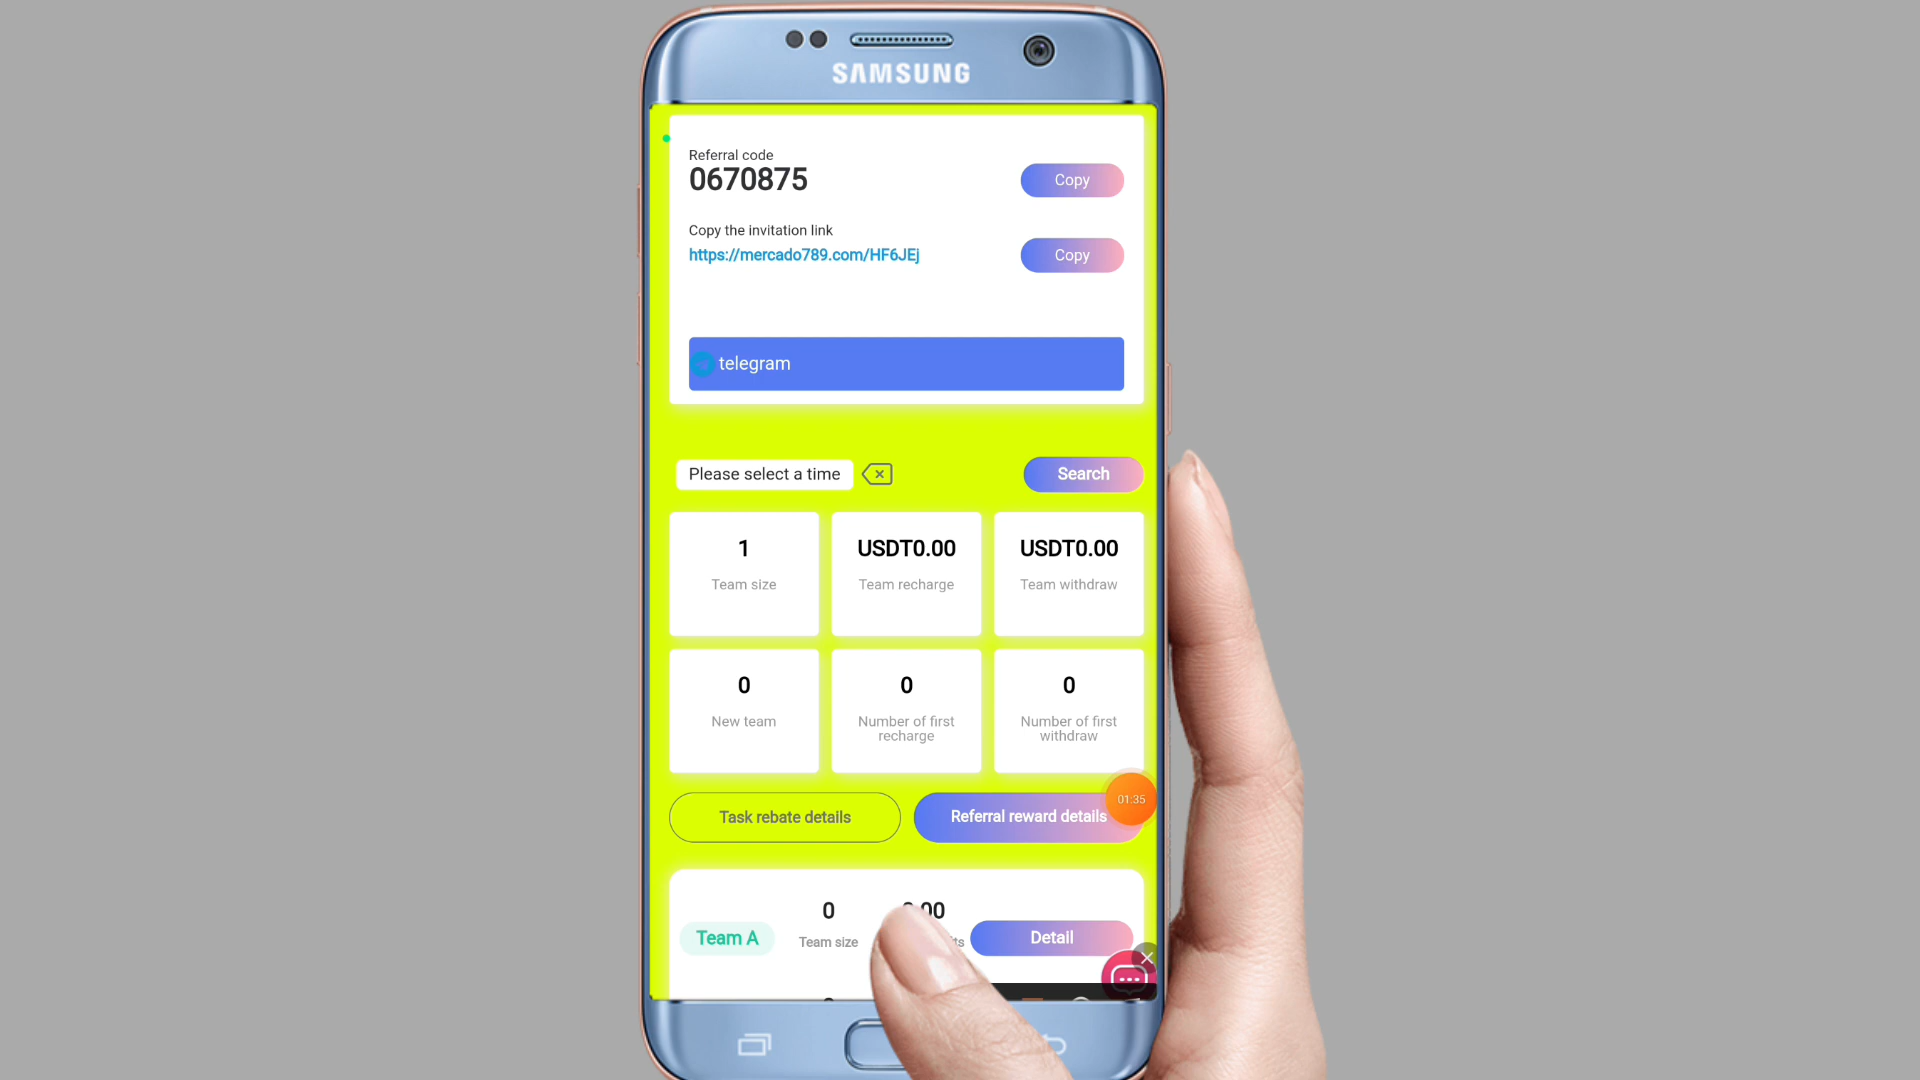 SAMSUNG
Referral code
0670875
Copy
Copy the invitation link
https://mercado789.com/HF6JEj
Copy
telegram
Please select a time
Search
1
Team size
USDT0.00
Team recharge
USDT0.00
Team withdraw
0
New team
0
Number of first
recharge
0
Number of first
withdraw
01:35
Task rebate details
Referral reward details
0
Team A
Team size
Detail